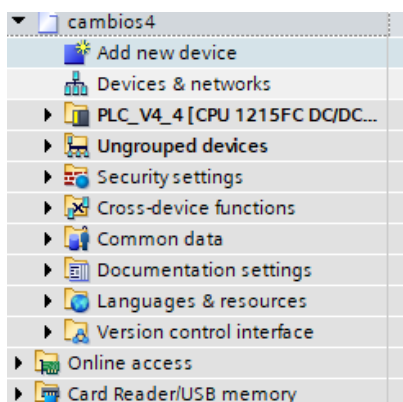 cambios4
Add new device
Devices & networks
PLC_V4_4 [CPU 1215FC DC/DC...
Ungrouped devices
Security settings
Cross-device functions
Common data
Documentation settings
Languages & resources
Version control interface
Online access
Card Reader/USB memory